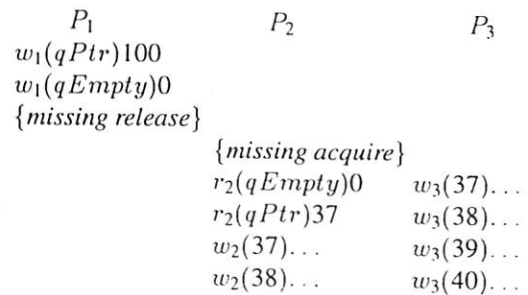 P₁ P₂ P₃
w₁(qPtr)100
w₁(qEmpty)0
{missing release}
{missing acquire}
r₂(qEmpty)0 w₃(37)...
r₂(qPtr)37 w₃(38)...
w₂(37)... w₃(39)...
w₂(38)... w₃(40)...